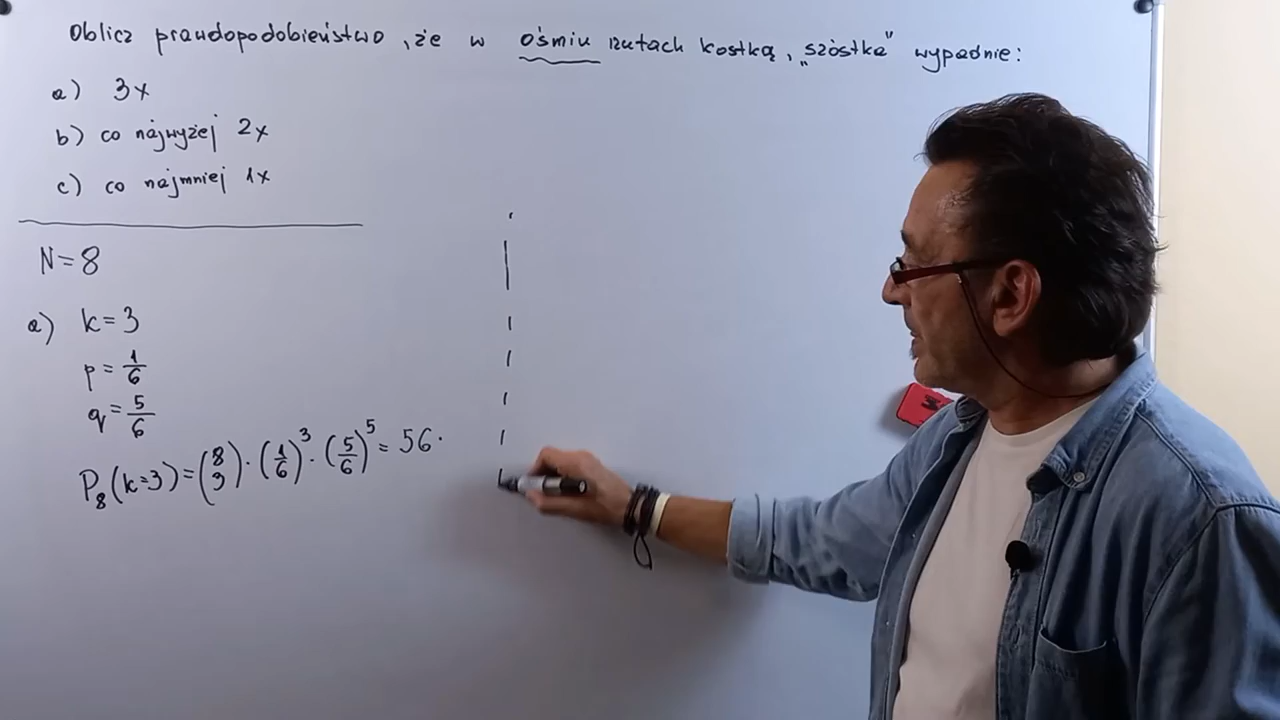 Oblicz prawdopodobieństwo, że w ośmiu rzutach kostką, „szóstka" wypadnie:
a) 3x
b) co najwyżej 2x
c) co najmniej 1x
N=8
a) k=3
p=1/6
q=5/6
P₈(k=3)=(8 3)·(1/6)³·(5/6)⁵=56·